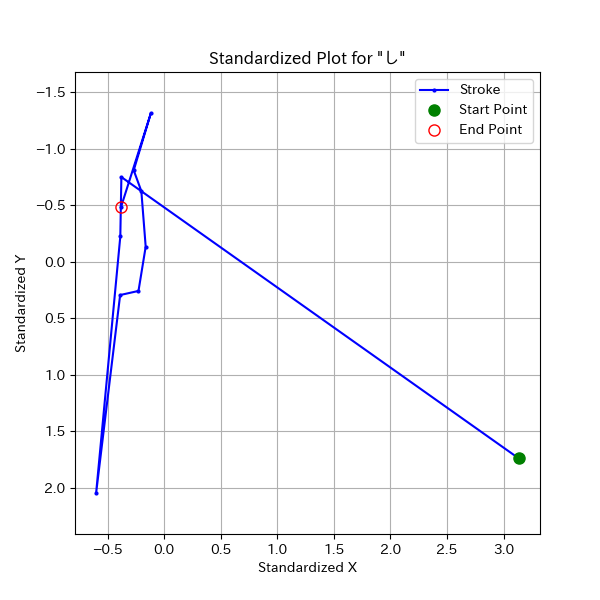 Standardized Plot for "し"
Stroke
Start Point
End Point
−1.5
−1.0
−0.5
0.0
0.5
1.0
1.5
2.0
Standardized Y
−0.5 0.0 0.5 1.0 1.5 2.0 2.5 3.0
Standardized X